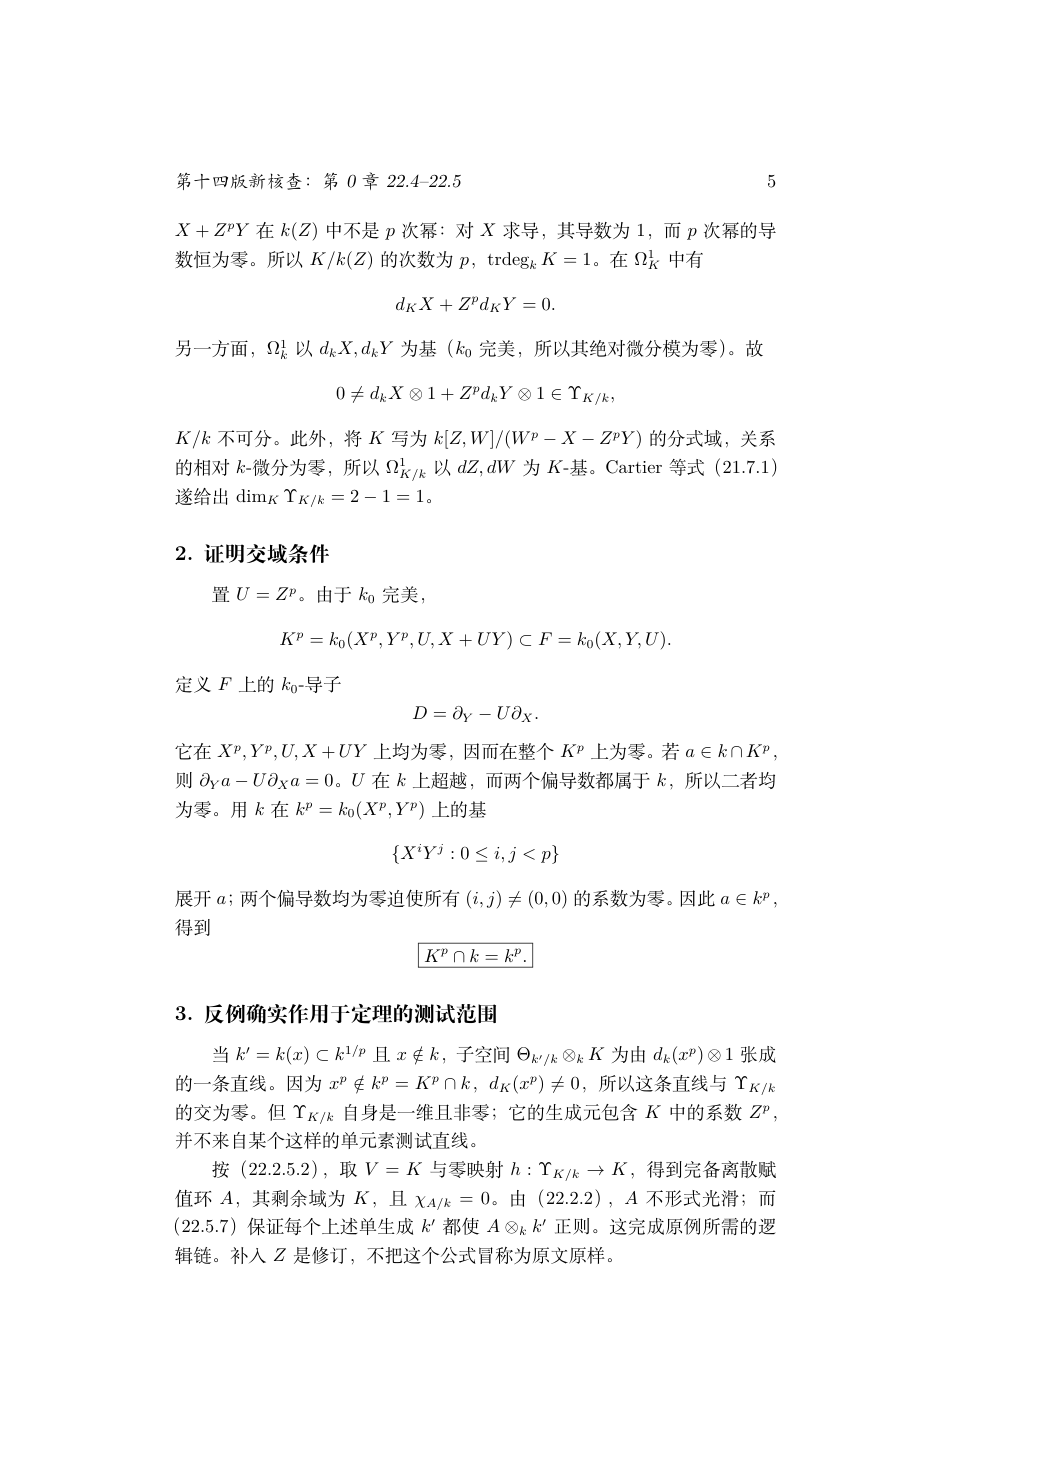 第十四版新核查：第 0 章 22.4–22.5 5
X + Z^pY 在 k(Z) 中不是 p 次幂：对 X 求导，其导数为 1，而 p 次幂的导
数恒为零。所以 K/k(Z) 的次数为 p，trdeg_k K = 1。在 Ω^1_K 中有
d_KX + Z^pd_KY = 0.
另一方面，Ω^1_k 以 d_kX, d_kY 为基（k_0 完美，所以其绝对微分模为零）。故
0 ≠ d_kX ⊗ 1 + Z^pd_kY ⊗ 1 ∈ ϒ_{K/k},
K/k 不可分。此外，将 K 写为 k[Z, W]/(W^p − X − Z^pY) 的分式域，关系
的相对 k-微分为零，所以 Ω^1_{K/k} 以 dZ, dW 为 K-基。Cartier 等式（21.7.1）
遂给出 dim_K ϒ_{K/k} = 2 − 1 = 1。
2. 证明交域条件
置 U = Z^p。由于 k_0 完美，
K^p = k_0(X^p, Y^p, U, X + UY) ⊂ F = k_0(X, Y, U).
定义 F 上的 k_0-导子
D = ∂_Y − U∂_X.
它在 X^p, Y^p, U, X + UY 上均为零，因而在整个 K^p 上为零。若 a ∈ k ∩ K^p，
则 ∂_Ya − U∂_Xa = 0。U 在 k 上超越，而两个偏导数都属于 k，所以二者均
为零。用 k 在 k^p = k_0(X^p, Y^p) 上的基
{X^iY^j : 0 ≤ i, j < p}
展开 a；两个偏导数均为零迫使所有 (i, j) ≠ (0, 0) 的系数为零。因此 a ∈ k^p，
得到
K^p ∩ k = k^p.
3. 反例确实作用于定理的测试范围
当 k′ = k(x) ⊂ k^{1/p} 且 x ∉ k，子空间 Θ_{k′/k} ⊗_k K 为由 d_k(x^p) ⊗ 1 张成
的一条直线。因为 x^p ∉ k^p = K^p ∩ k，d_K(x^p) ≠ 0，所以这条直线与 ϒ_{K/k}
的交为零。但 ϒ_{K/k} 自身是一维且非零；它的生成元包含 K 中的系数 Z^p，
并不来自某个这样的单元素测试直线。
按（22.2.5.2），取 V = K 与零映射 h : ϒ_{K/k} → K，得到完备离散赋
值环 A，其剩余域为 K，且 χ_{A/k} = 0。由（22.2.2），A 不形式光滑；而
（22.5.7）保证每个上述单生成 k′ 都使 A ⊗_k k′ 正则。这完成原例所需的逻
辑链。补入 Z 是修订，不把这个公式冒称为原文原样。